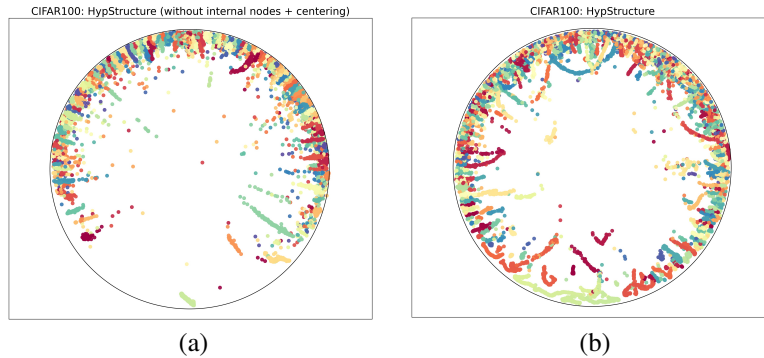 CIFAR100: HypStructure (without internal nodes + centering)
CIFAR100: HypStructure
(a)
(b)